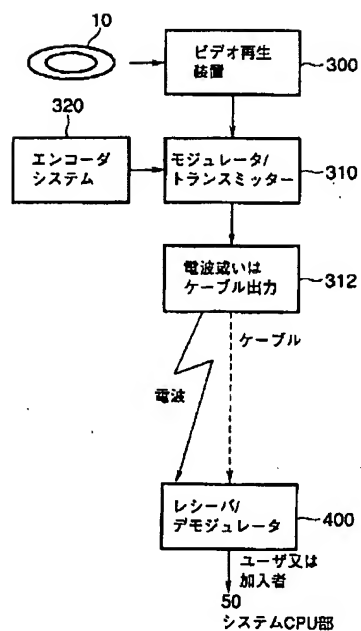 10
ビデオ再生
装置
300
320
エンコーダ
システム
モジュレータ/
トランスミッター
310
電波或いは
ケーブル出力
312
ケーブル
電波
レシーバ/
デモジュレータ
400
ユーザ又は
加入者
50
システムCPU部